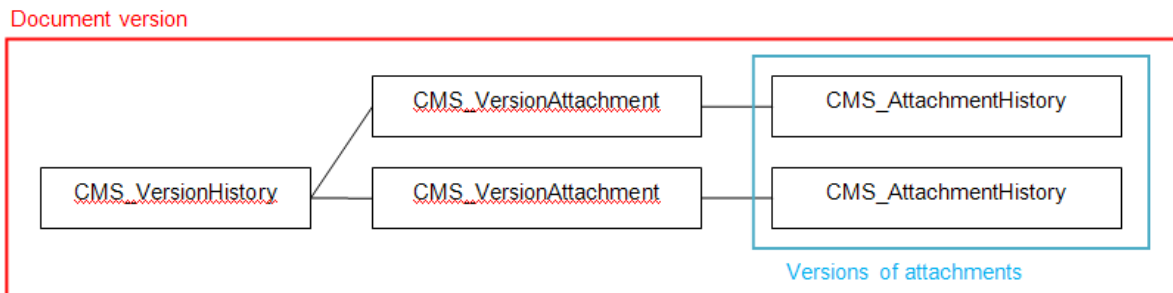 Document version
CMS_VersionAttachment
CMS_AttachmentHistory
CMS_VersionHistory
CMS_VersionAttachment
CMS_AttachmentHistory
Versions of attachments